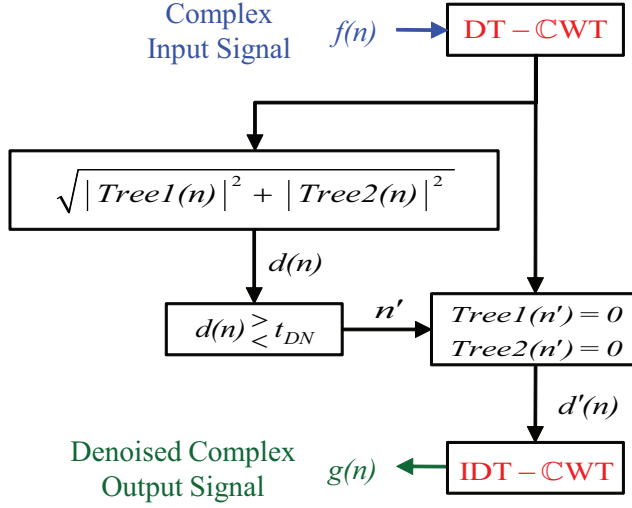 Complex
Input Signal
f(n)
DT – ℂWT
√|Tree1(n)|² + |Tree2(n)|²
d(n)
d(n) ≷ t_DN
n′
Tree1(n′) = 0
Tree2(n′) = 0
d′(n)
Denoised Complex
Output Signal
g(n)
IDT – ℂWT